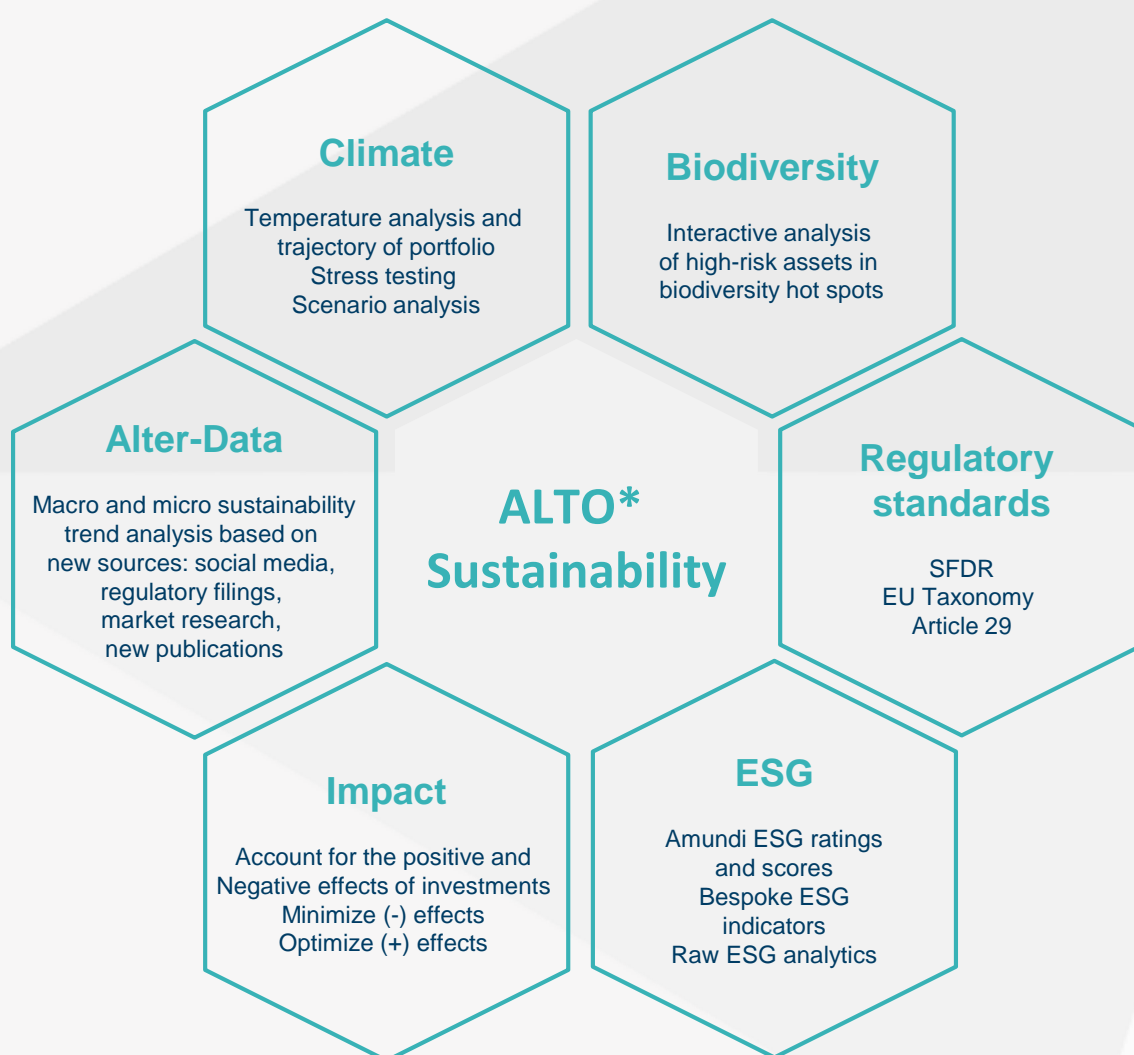 Climate
Temperature analysis and
trajectory of portfolio
Stress testing
Scenario analysis
Biodiversity
Interactive analysis
of high-risk assets in
biodiversity hot spots
Alter-Data
Macro and micro sustainability
trend analysis based on
new sources: social media,
regulatory filings,
market research,
new publications
ALTO*
Sustainability
Regulatory
standards
SFDR
EU Taxonomy
Article 29
Impact
Account for the positive and
Negative effects of investments
Minimize (-) effects
Optimize (+) effects
ESG
Amundi ESG ratings
and scores
Bespoke ESG
indicators
Raw ESG analytics